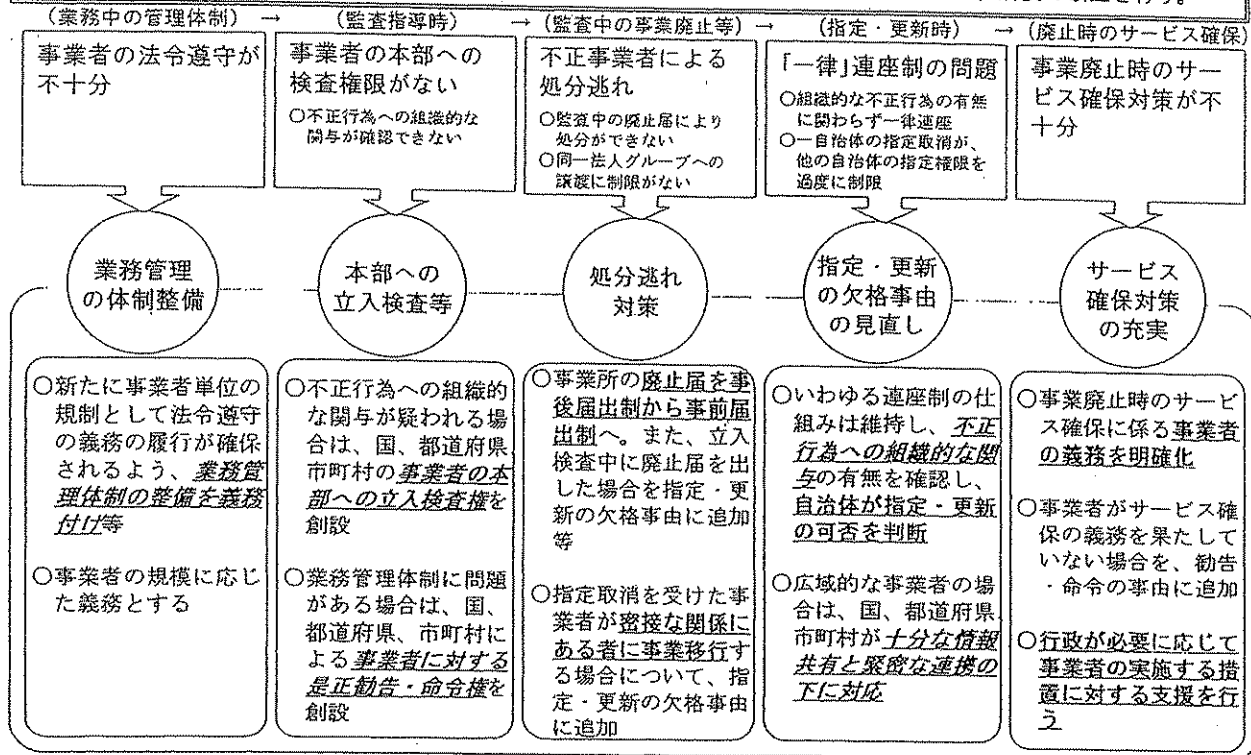 を行う。
(業務中の管理体制) → (監査指導時) → (監査中の事業廃止等) → (指定・更新時) → (廃止時のサービス確保)
事業者の法令遵守が
不十分
事業者の本部への
検査権限がない
○不正行為への組織的な
関与が確認できない
不正事業者による
処分逃れ
○監査中の廃止届により
処分ができない
○同一法人グループへの
譲渡に制限がない
「一律」連座制の問題
○組織的な不正行為の有無
に関わらず一律連座
○一自治体の指定取消が、
他の自治体の指定権限を
過度に制限
事業廃止時のサー
ビス確保対策が不
十分
業務管理
の体制整備
本部への
立入検査等
処分逃れ
対策
指定・更新
の欠格事由
の見直し
サービス
確保対策
の充実
○新たに事業者単位の
規制として法令遵守
の義務の履行が確保
されるよう、業務管
理体制の整備を義務
付け等
○事業者の規模に応じ
た義務とする
○不正行為への組織的
な関与が疑われる場
合は、国、都道府県、
市町村の事業者の本
部への立入検査権を
創設
○業務管理体制に問題
がある場合は、国、
都道府県、市町村に
よる事業者に対する
是正勧告・命令権を
創設
○事業所の廃止届を事
後届出制から事前届
出制へ。また、立入
検査中に廃止届を出
した場合を指定・更
新の欠格事由に追加
等
○指定取消を受けた事
業者が密接な関係に
ある者に事業移行す
る場合について、指
定・更新の欠格事由
に追加
○いわゆる連座制の仕
組みは維持し、不正
行為への組織的な関
与の有無を確認し、
自治体が指定・更新
の可否を判断
○広域的な事業者の場
合は、国、都道府県、
市町村が十分な情報
共有と緊密な連携の
下に対応
○事業廃止時のサービ
ス確保に係る事業者
の義務を明確化
○事業者がサービス確
保の義務を果たして
いない場合を、勧告
・命令の事由に追加
○行政が必要に応じて
事業者の実施する措
置に対する支援を行
う